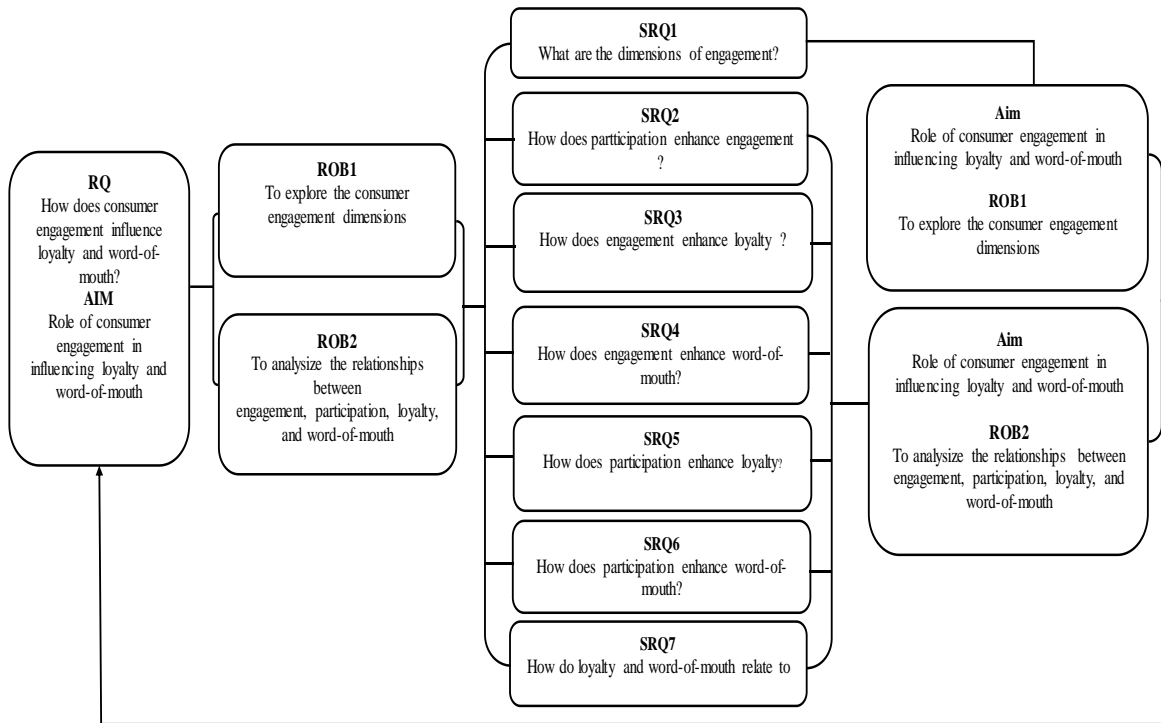 RQ
How does consumer
engagement influence
loyalty and word-of-
mouth?
AIM
Role of consumer
engagement in
influencing loyalty and
word-of-mouth
ROB1
To explore the consumer
engagement dimensions
ROB2
To analysize the relationships
between
engagement, participation, loyalty,
and word-of-mouth
SRQ1
What are the dimensions of engagement?
SRQ2
How does partticipation enhance engagement
?
SRQ3
How does engagement enhance loyalty ?
SRQ4
How does engagement enhance word-of-
mouth?
SRQ5
How does participation enhance loyalty?
SRQ6
How does participation enhance word-of-
mouth?
SRQ7
How do loyalty and word-of-mouth relate to
Aim
Role of consumer engagement in
influencing loyalty and word-of-mouth
ROB1
To explore the consumer engagement
dimensions
Aim
Role of consumer engagement in
influencing loyalty and word-of-mouth
ROB2
To analysize the relationships between
engagement, participation, loyalty, and
word-of-mouth